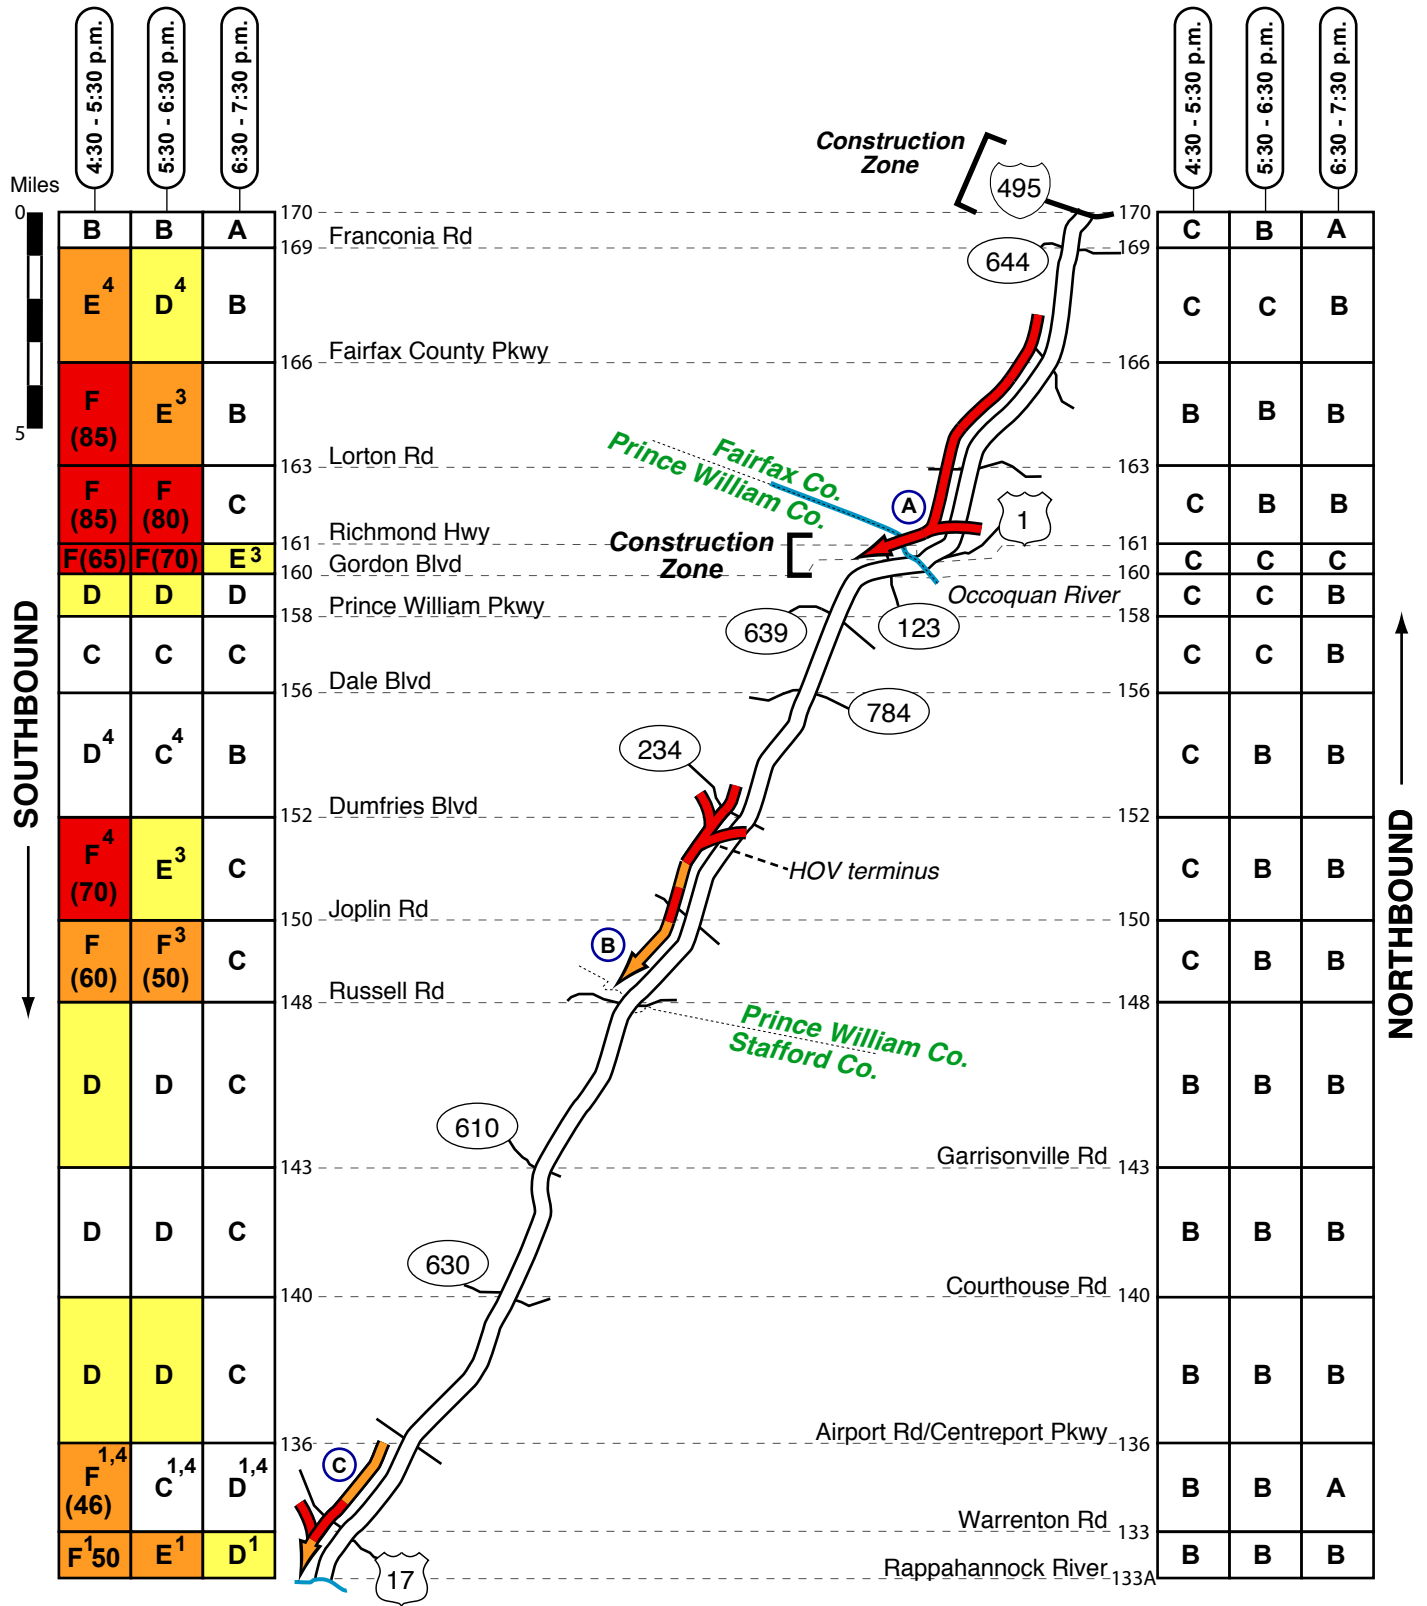 4:30 - 5:30 p.m.
5:30 - 6:30 p.m.
6:30 - 7:30 p.m.
4:30 - 5:30 p.m.
5:30 - 6:30 p.m.
6:30 - 7:30 p.m.
Construction
Zone
Miles
0
5
495
B B A 170 170 C B A
Franconia Rd
169 169
644
E4 D4 B C C B
Fairfax County Pkwy
166 166
F
(85)
E3 B B B B
Fairfax Co.
Prince William Co.
Lorton Rd
163 163
F
(85)
F
(80)
C C B B
A
1
Richmond Hwy
161 161
Construction
Zone
F(65) F(70) E3 C C C
Gordon Blvd
160 160
D D D C C B
Occoquan River
Prince William Pkwy
158 158
639
123
C C C C C B
Dale Blvd
156 156
784
234
D4 C4 B C B B
Dumfries Blvd
152 152
F4
(70)
E3 C C B B
HOV terminus
Joplin Rd
150 150
B
F
(60)
F3
(50)
C C B B
Russell Rd
148 148
Prince William Co.
Stafford Co.
D D C B B B
610
Garrisonville Rd
143 143
D D C B B B
630
Courthouse Rd
140 140
D D C B B B
Airport Rd/Centreport Pkwy
136 136
C
F1,4
(46)
C1,4 D1,4 B B A
Warrenton Rd
133
F150 E1 D1 B B B
Rappahannock River 133A
17
SOUTHBOUND
NORTHBOUND